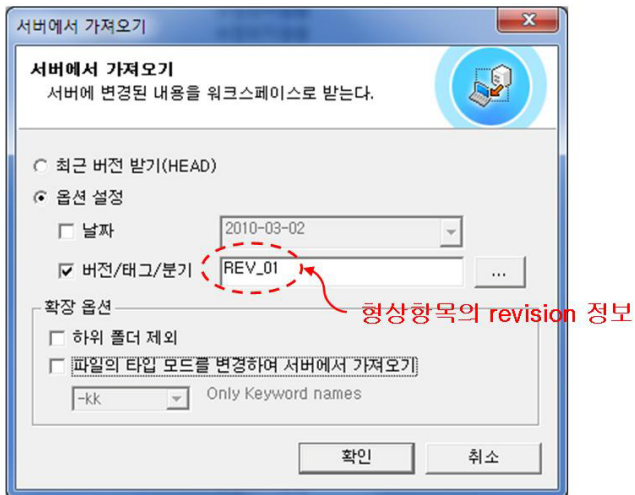 서버에서 가져오기
서버에서 가져오기
서버에 변경된 내용을 워크스페이스로 받는다.
최근 버전 받기(HEAD)
옵션 설정
날짜 2010-03-02
버전/태그/분기 REV_01 ...
형상항목의 revision 정보
확장 옵션
하위 폴더 제외
파일의 타입 모드를 변경하여 서버에서 가져오기
-kk Only Keyword names
확인 취소